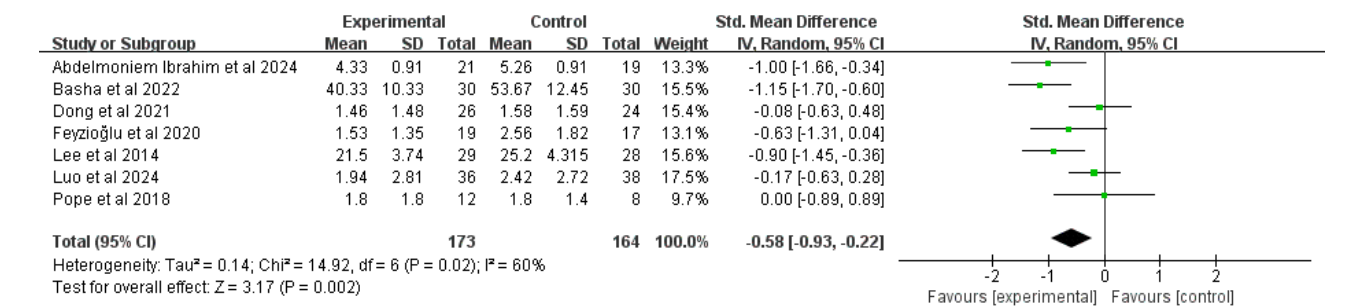 Experimental Control Std. Mean Difference Std. Mean Difference
Study or Subgroup Mean SD Total Mean SD Total Weight IV, Random, 95% CI IV, Random, 95% CI
Abdelmoniem Ibrahim et al 2024 4.33 0.91 21 5.26 0.91 19 13.3% -1.00 [-1.66, -0.34]
Basha et al 2022 40.33 10.33 30 53.67 12.45 30 15.5% -1.15 [-1.70, -0.60]
Dong et al 2021 1.46 1.48 26 1.58 1.59 24 15.4% -0.08 [-0.63, 0.48]
Feyzioğlu et al 2020 1.53 1.35 19 2.56 1.82 17 13.1% -0.63 [-1.31, 0.04]
Lee et al 2014 21.5 3.74 29 25.2 4.315 28 15.6% -0.90 [-1.45, -0.36]
Luo et al 2024 1.94 2.81 36 2.42 2.72 38 17.5% -0.17 [-0.63, 0.28]
Pope et al 2018 1.8 1.8 12 1.8 1.4 8 9.7% 0.00 [-0.89, 0.89]
Total (95% CI) 173 164 100.0% -0.58 [-0.93, -0.22]
Heterogeneity: Tau² = 0.14; Chi² = 14.92, df = 6 (P = 0.02); I² = 60%
Test for overall effect: Z = 3.17 (P = 0.002)
-2 -1 0 1 2
Favours [experimental] Favours [control]